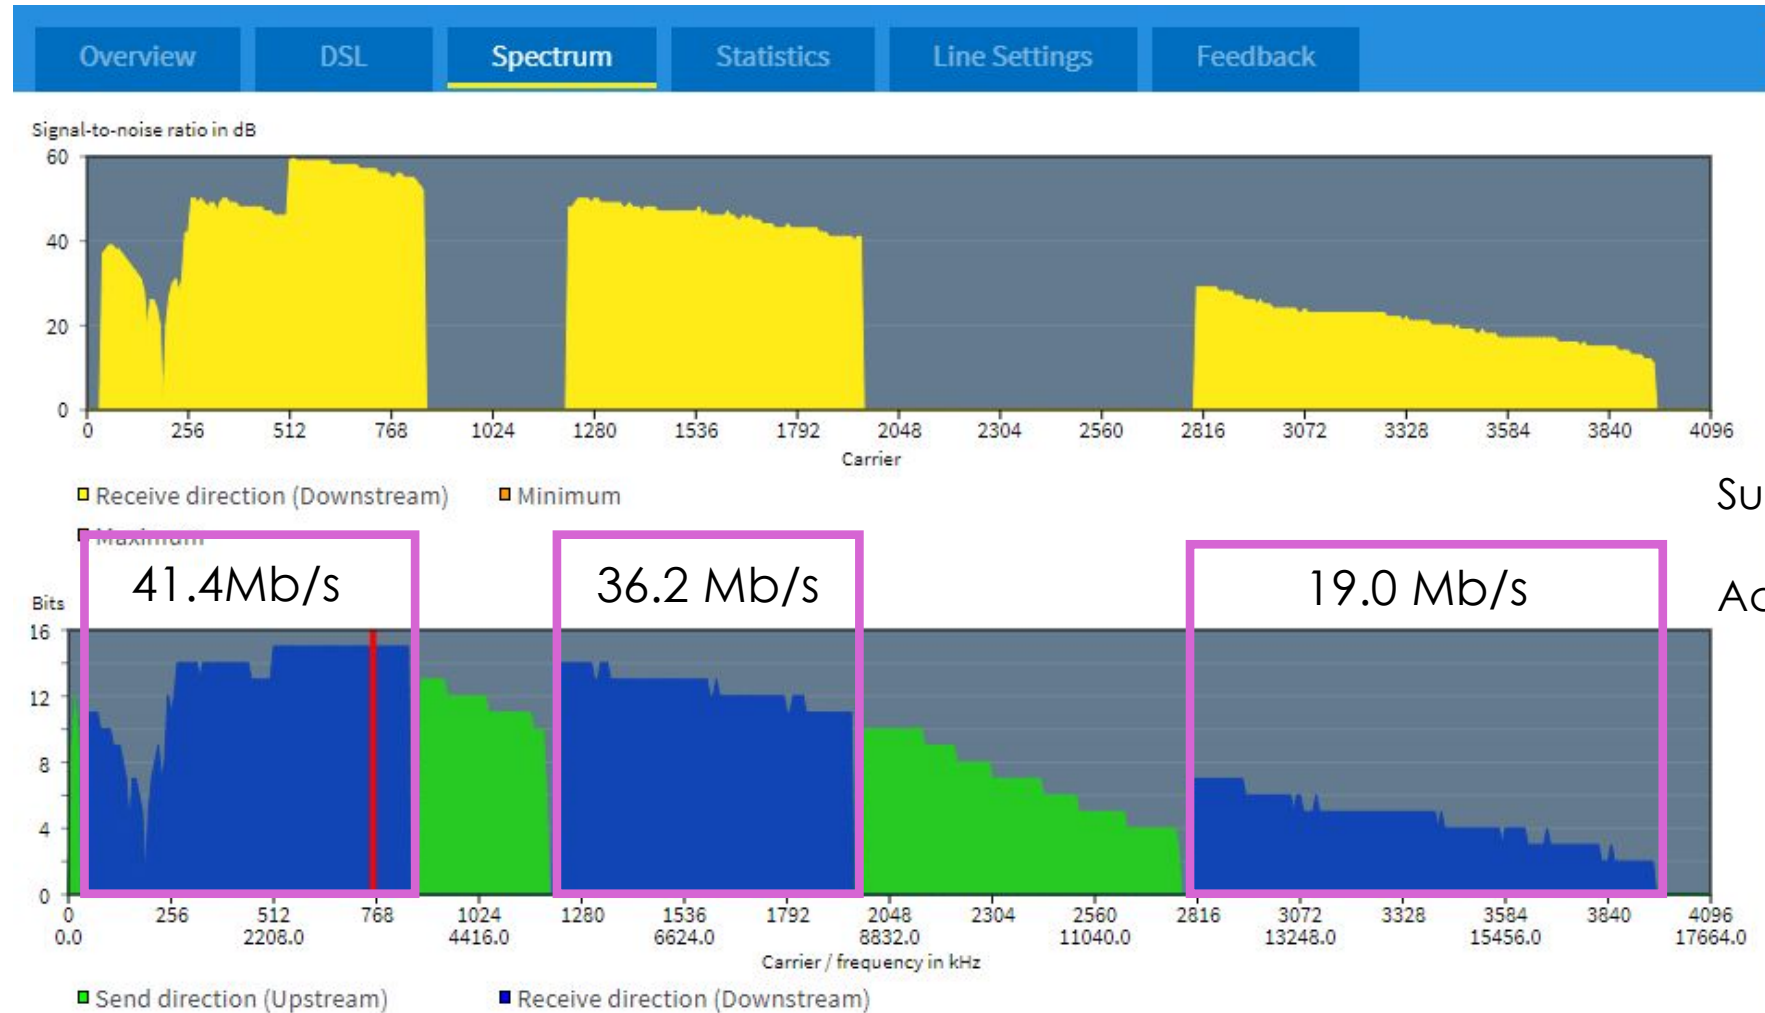 Overview DSL Spectrum Statistics Line Settings Feedback
Signal-to-noise ratio in dB
60
40
20
0
0 256 512 768 1024 1280 1536 1792 2048 2304 2560 2816 3072 3328 3584 3840 4096
Carrier
Receive direction (Downstream) Minimum
Su
Maximum
41.4Mb/s 36.2 Mb/s 19.0 Mb/s
Ac
Bits
16
12
8
4
0
0 256 512 768 1024 1280 1536 1792 2048 2304 2560 2816 3072 3328 3584 3840 4096
0.0 2208.0 4416.0 6624.0 8832.0 11040.0 13248.0 15456.0 17664.0
Carrier / frequency in kHz
Send direction (Upstream) Receive direction (Downstream)